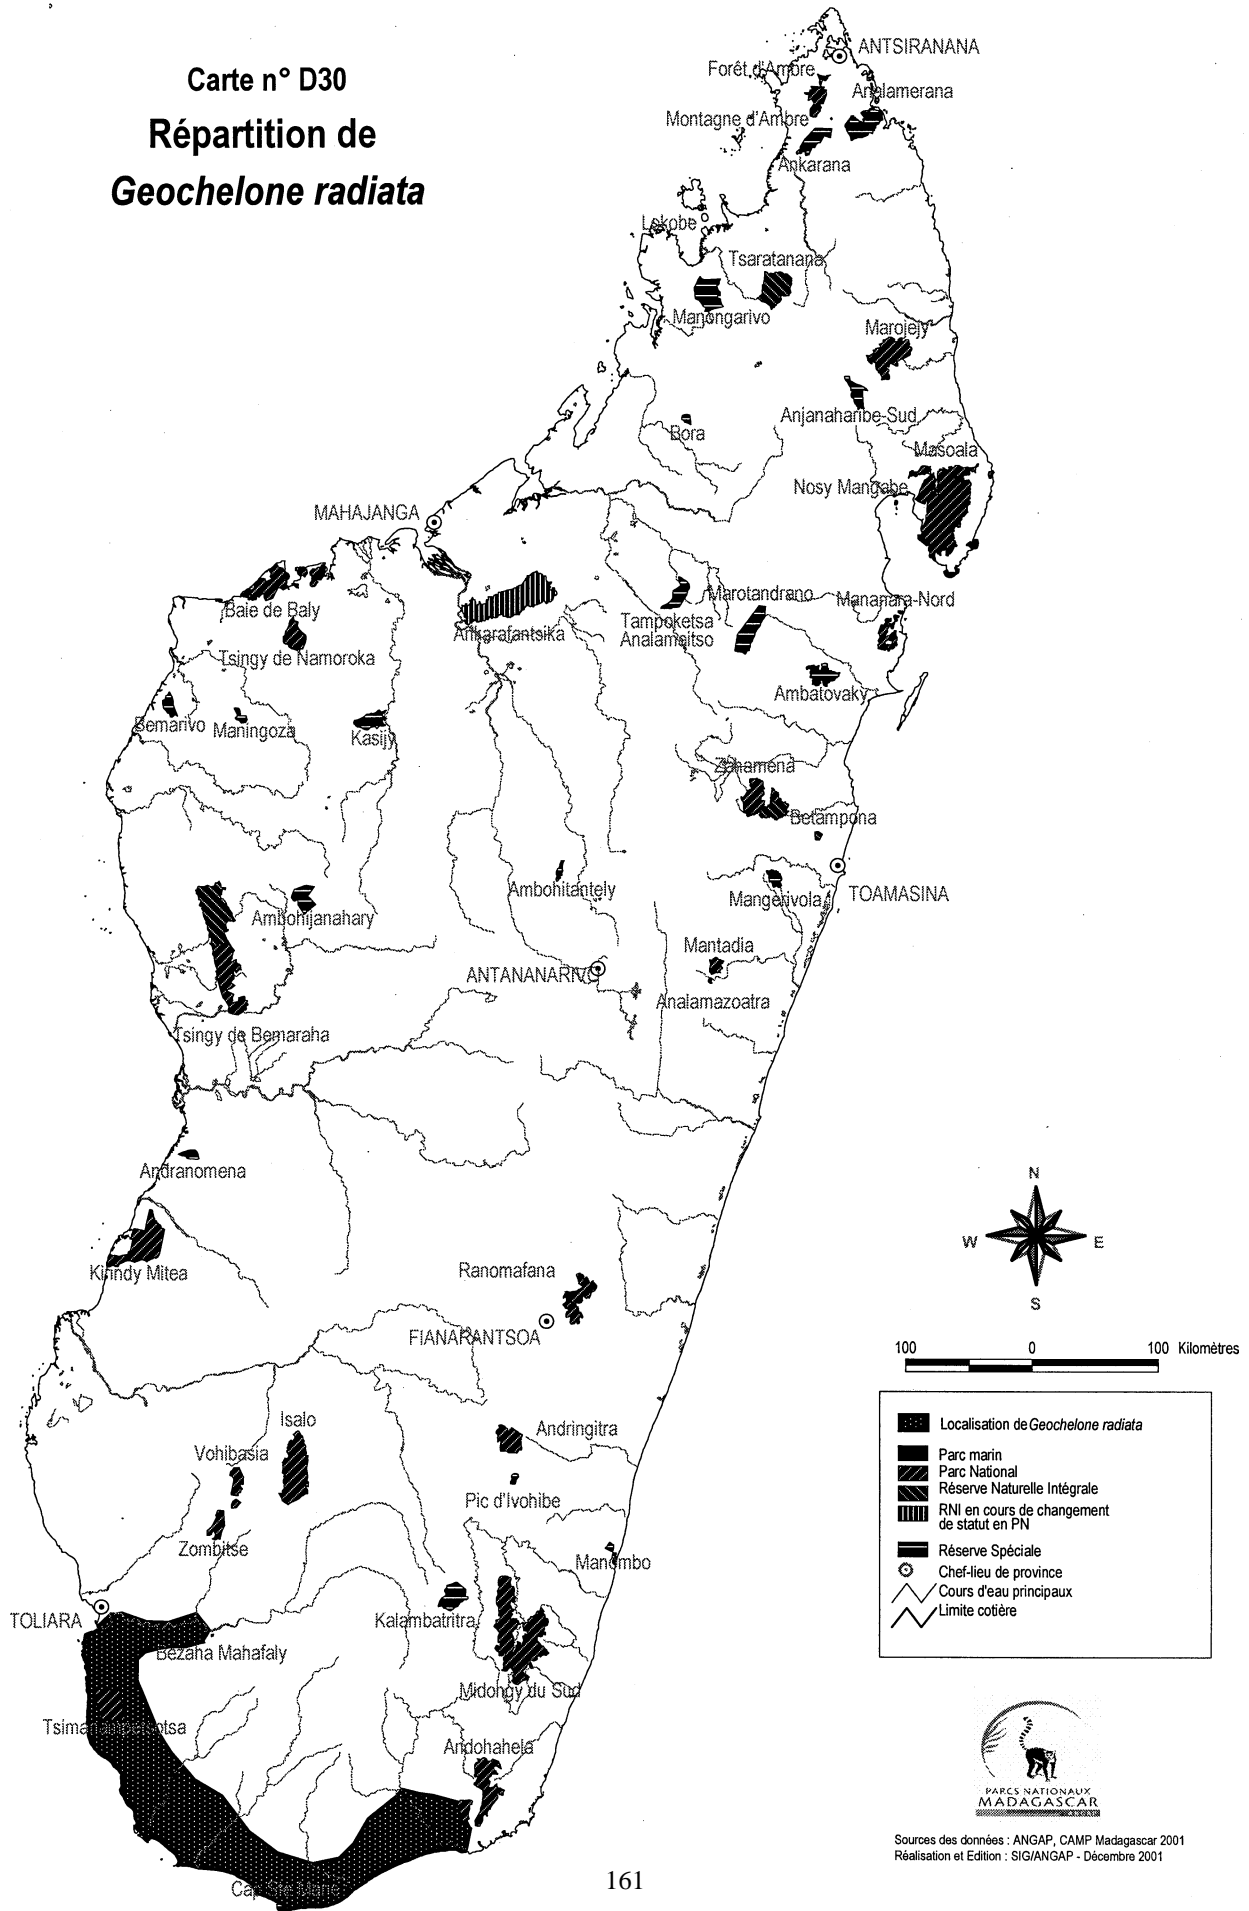 Carte n° D30
Répartition de
Geochelone radiata
ANTSIRANANA
Forêt d'Ambre
Analamerana
Montagne d'Ambre
Ankarana
Lokobe
Tsaratanana
Manongarivo
Marojejy
Anjanaharibe-Sud
Bora
Masoala
Nosy Mangabe
MAHAJANGA
Baie de Baly
Ankarafantsika
Tampoketsa
Analamaitso
Marotandrano
Mananara-Nord
Tsingy de Namoroka
Ambatovaky
Bemarivo
Maningoza
Kasijy
Zahamena
Betampona
Ambohitantely
Mangerivola
TOAMASINA
Ambohijanahary
Mantadia
ANTANANARIVO
Analamazoatra
Tsingy de Bemaraha
Andranomena
Kirindy Mitea
Ranomafana
FIANARANTSOA
N
W
E
S
100 0 100 Kilomètres
Isalo
Andringitra
Vohibasia
Pic d'Ivohibe
Zombitse
Manombo
TOLIARA
Kalambatritra
Bezaha Mahafaly
Midongy du Sud
Tsimanampetsotsa
Andohahela
Cap Ste Marie
Localisation de Geochelone radiata
Parc marin
Parc National
Réserve Naturelle Intégrale
RNI en cours de changement
de statut en PN
Réserve Spéciale
Chef-lieu de province
Cours d'eau principaux
Limite cotière
PARCS NATIONAUX
MADAGASCAR
ANGAP
Sources des données : ANGAP, CAMP Madagascar 2001
Réalisation et Edition : SIG/ANGAP - Décembre 2001
161